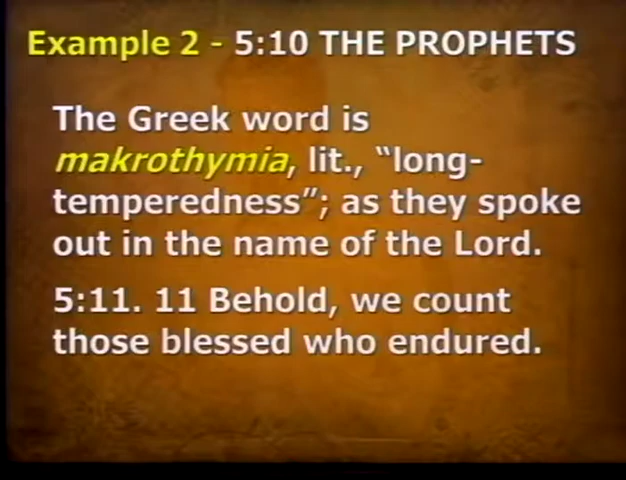 Example 2 - 5:10 THE PROPHETS
The Greek word is
makrothymia, lit., “long-
temperedness”; as they spoke
out in the name of the Lord.
5:11. 11 Behold, we count
those blessed who endured.